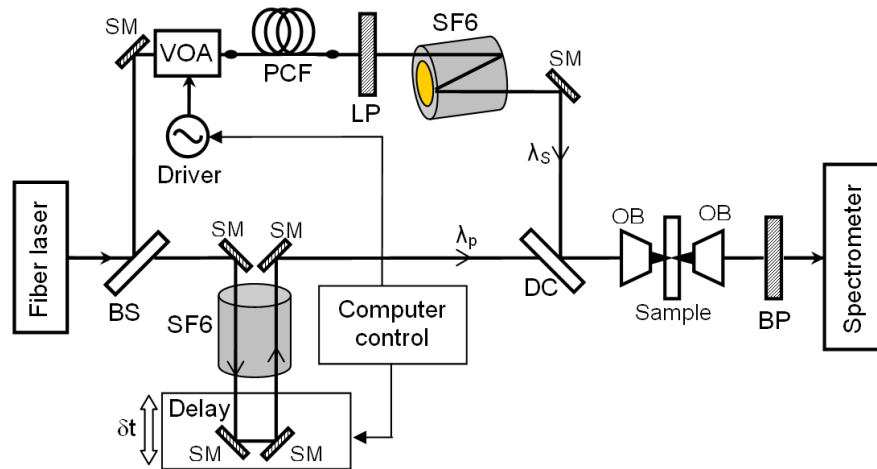 SM
VOA
PCF
LP
SF6
SM
Driver
λS
Fiber laser
BS
SM
SM
λp
DC
OB
OB
Sample
BP
Spectrometer
SF6
Computer
control
δt
Delay
SM
SM